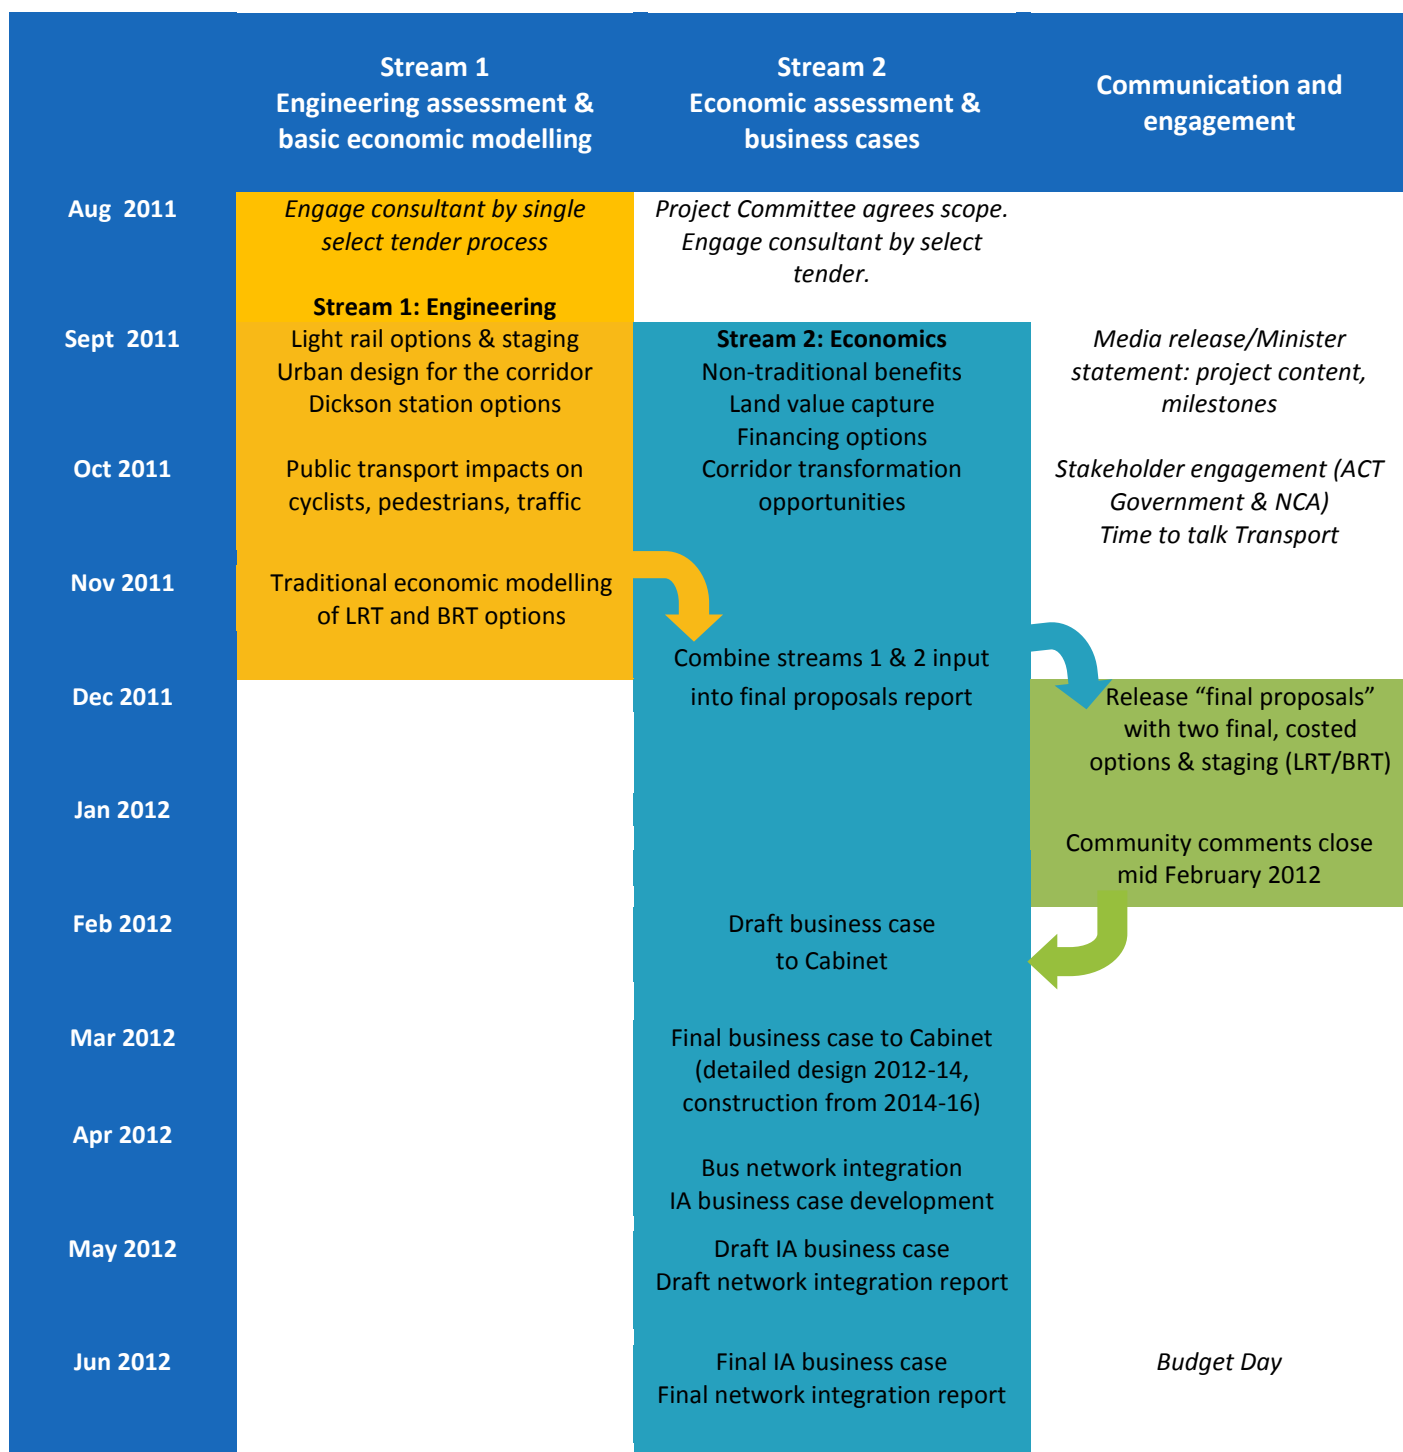 Stream 1
Engineering assessment &
basic economic modelling
Stream 2
Economic assessment &
business cases
Communication and
engagement
Aug 2011
Engage consultant by single
select tender process
Stream 1: Engineering
Project Committee agrees scope.
Engage consultant by select
tender.
Sept 2011
Light rail options & staging
Urban design for the corridor
Dickson station options
Stream 2: Economics
Non-traditional benefits
Land value capture
Financing options
Media release/Minister
statement: project content,
milestones
Oct 2011
Public transport impacts on
cyclists, pedestrians, traffic
Corridor transformation
opportunities
Stakeholder engagement (ACT
Government & NCA)
Time to talk Transport
Nov 2011
Traditional economic modelling
of LRT and BRT options
Combine streams 1 & 2 input
Dec 2011
into final proposals report
Release “final proposals”
with two final, costed
options & staging (LRT/BRT)
Jan 2012
Community comments close
mid February 2012
Feb 2012
Draft business case
to Cabinet
Mar 2012
Final business case to Cabinet
(detailed design 2012-14,
construction from 2014-16)
Apr 2012
Bus network integration
IA business case development
May 2012
Draft IA business case
Draft network integration report
Jun 2012
Final IA business case
Final network integration report
Budget Day